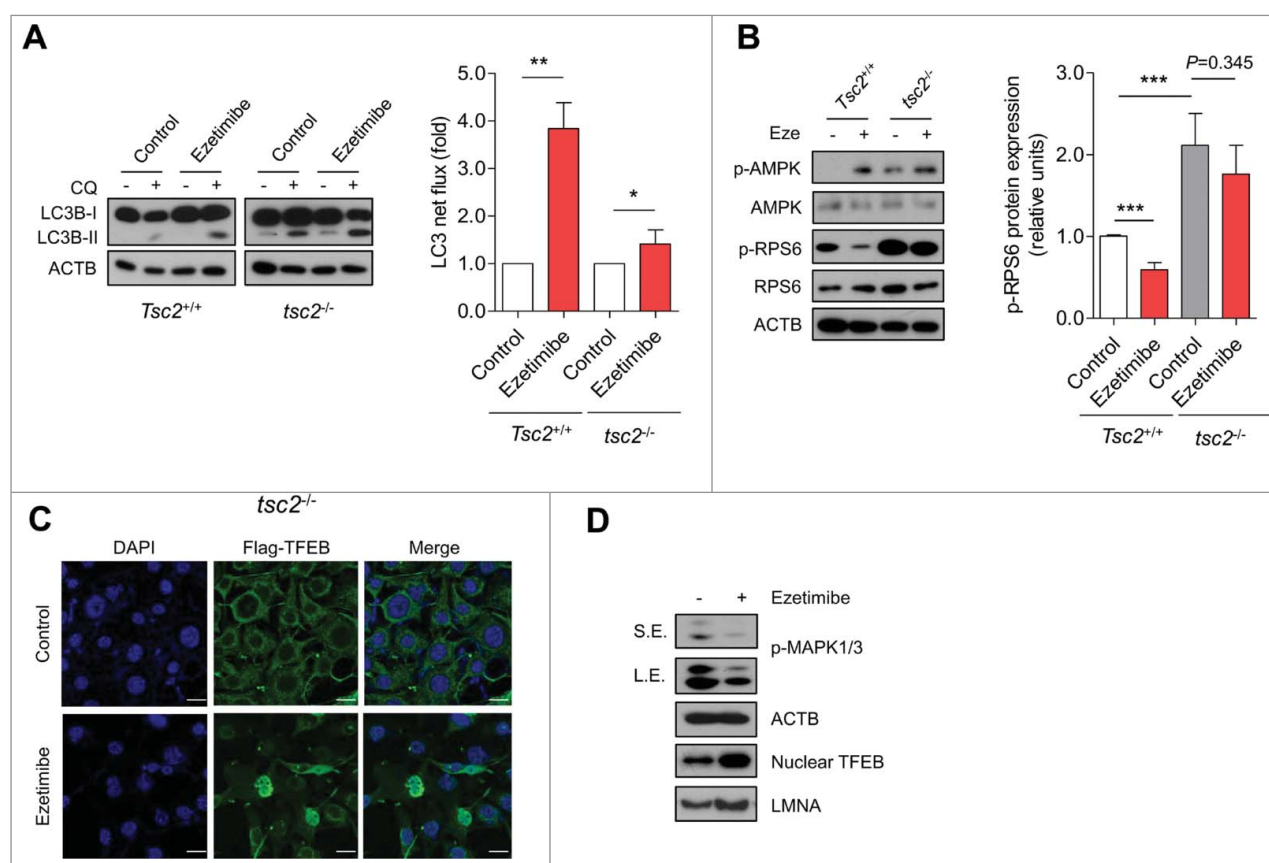 A
Control
Ezetimibe
Control
Ezetimibe
CQ - + - + - + - +
LC3B-I
LC3B-II
ACTB
Tsc2+/+ tsc2-/-
LC3 net flux (fold)
5.0
4.0
3.0
2.0
1.0
0.0
**
*
Control
Ezetimibe
Control
Ezetimibe
Tsc2+/+ tsc2-/-
B
Tsc2+/+ tsc2-/-
Eze - + - +
p-AMPK
AMPK
p-RPS6
RPS6
ACTB
p-RPS6 protein expression
(relative units)
3.0
2.0
1.0
0.0
***
***
P=0.345
Control
Ezetimibe
Control
Ezetimibe
Tsc2+/+ tsc2-/-
C
tsc2-/-
DAPI Flag-TFEB Merge
Control
Ezetimibe
D
- + Ezetimibe
S.E.
p-MAPK1/3
L.E.
ACTB
Nuclear TFEB
LMNA